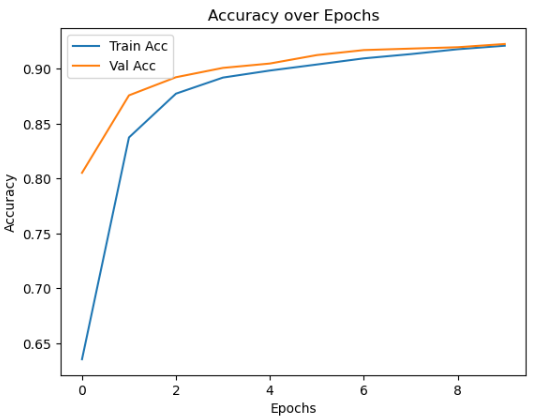 Accuracy over Epochs
Train Acc
Val Acc
0.90
0.85
0.80
0.75
0.70
0.65
Accuracy
0 2 4 6 8
Epochs